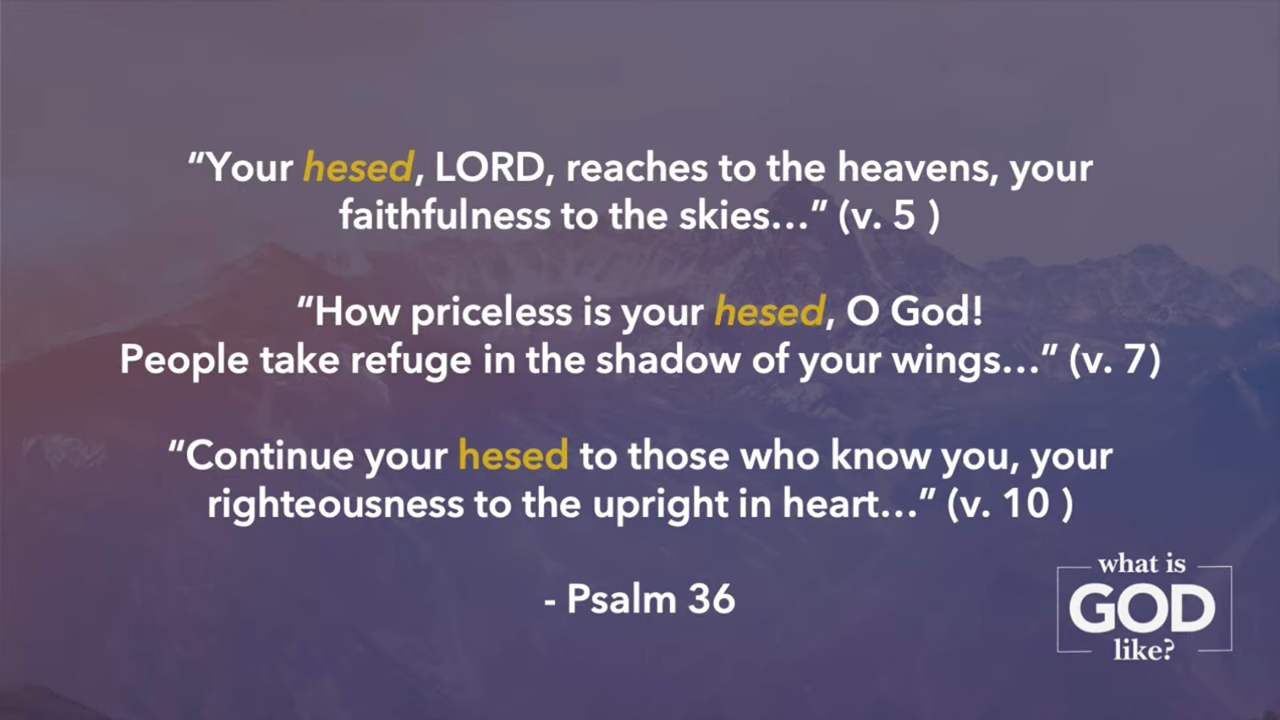 “Your hesed, LORD, reaches to the heavens, your
faithfulness to the skies...” (v. 5 )
“How priceless is your hesed, O God!
People take refuge in the shadow of your wings...” (v. 7)
“Continue your hesed to those who know you, your
righteousness to the upright in heart...” (v. 10 )
- Psalm 36
what is
GOD
like?